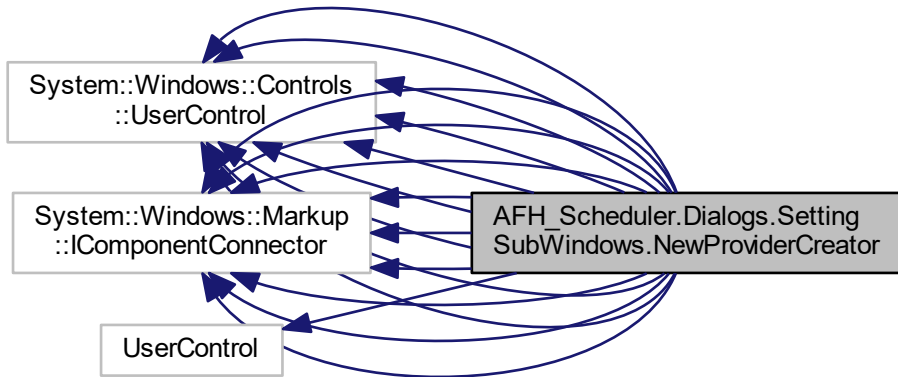 System::Windows::Controls
::UserControl
System::Windows::Markup
::IComponentConnector
AFH_Scheduler.Dialogs.Setting
SubWindows.NewProviderCreator
UserControl